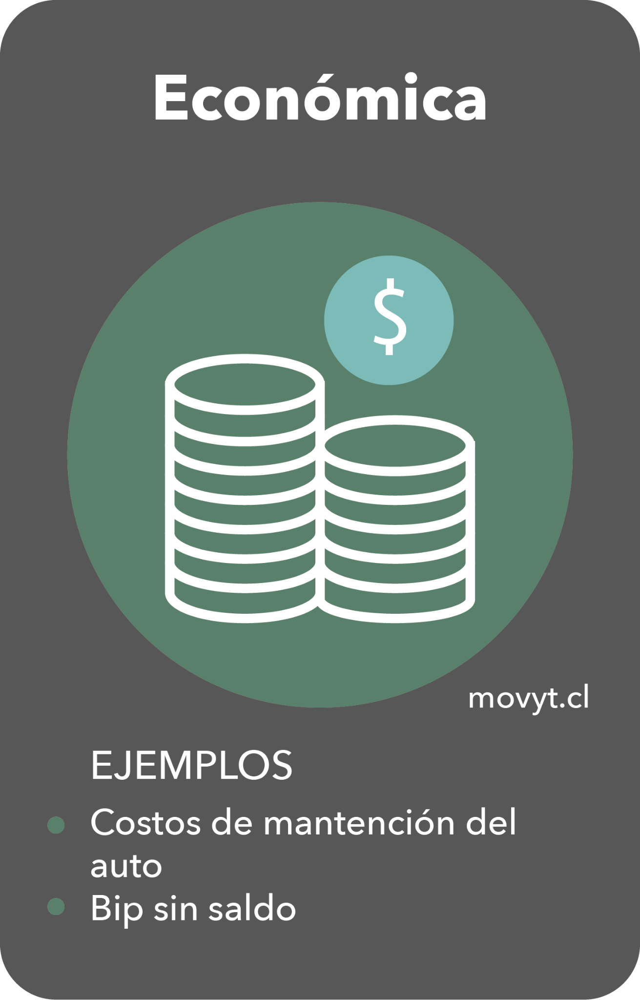 Económica
$
movyt.cl
EJEMPLOS
Costos de mantención del
auto
Bip sin saldo